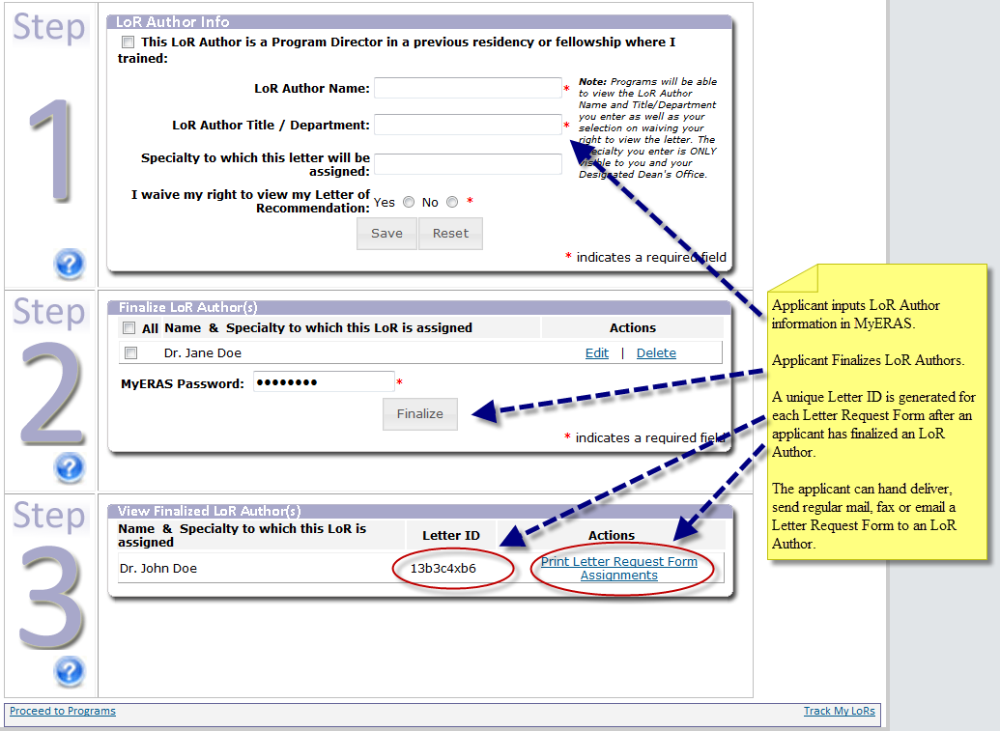 Step
1
LoR Author Info
This LoR Author is a Program Director in a previous residency or fellowship where I
trained:
LoR Author Name:
*
LoR Author Title / Department:
*
Specialty to which this letter will be
assigned:
I waive my right to view my Letter of
Recommendation:
Yes No *
Note: Programs will be able
to view the LoR Author
Name and Title/Department
you enter as well as your
selection on waiving your
right to view the letter. The
specialty you enter is ONLY
visible to you and your
Designated Dean's Office.
Save Reset
* indicates a required field
?
Step
2
Finalize LoR Author(s)
All Name & Specialty to which this LoR is assigned
Actions
Dr. Jane Doe
Edit | Delete
MyERAS Password: ●●●●●●●● *
Finalize
* indicates a required field
?
Step
3
View Finalized LoR Author(s)
Name & Specialty to which this LoR is
assigned
Letter ID
Actions
Dr. John Doe
13b3c4xb6
Print Letter Request Form
Assignments
?
Applicant inputs LoR Author
information in MyERAS.
Applicant Finalizes LoR Authors.
A unique Letter ID is generated for
each Letter Request Form after an
applicant has finalized an LoR
Author.
The applicant can hand deliver,
send regular mail, fax or email a
Letter Request Form to an LoR
Author.
Proceed to Programs
Track My LoRs